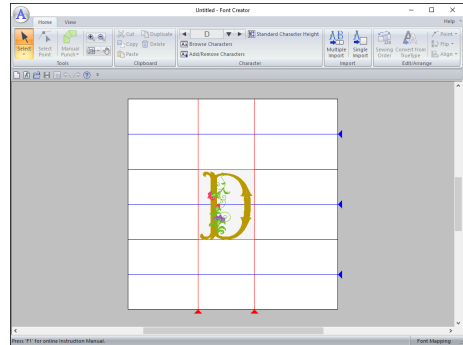 Untitled - Font Creator
A
Home View Help
Select
Select Point
Manual Punch
Tools
Cut Duplicate
Copy Delete
Paste
Clipboard
D
Standard Character Height
Browse Characters
Add/Remove Characters
Character
Multiple Import
Single Import
Import
Sewing Order
Convert from TrueType
Point
Flip
Align
Edit/Arrange
D
Press 'F1' for online Instruction Manual. Font Mapping